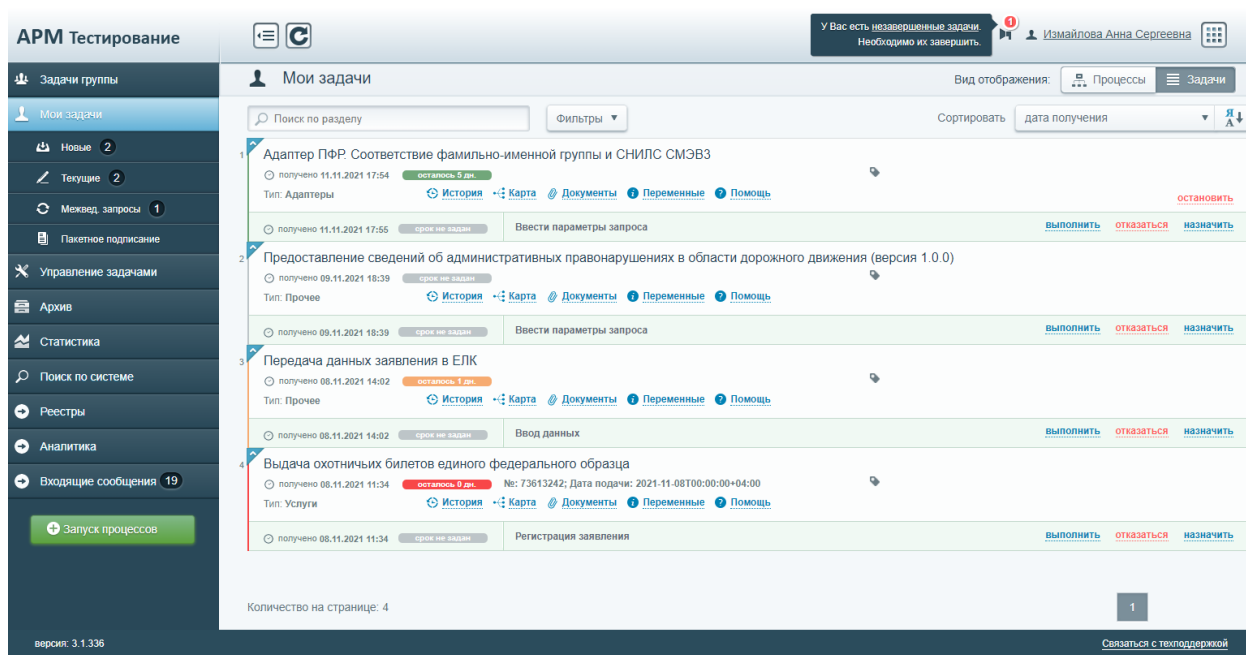 АРМ Тестирование
У Вас есть незавершенные задачи.
Необходимо их завершить.
1
Измайлова Анна Сергеевна
Задачи группы
Мои задачи
Новые 2
Текущие 2
Межвед. запросы 1
Пакетное подписание
Управление задачами
Архив
Статистика
Поиск по системе
Реестры
Аналитика
Входящие сообщения 19
Запуск процессов
версия: 3.1.336
Мои задачи
Вид отображения: Процессы Задачи
Поиск по разделу Фильтры Сортировать дата получения Я А
1 Адаптер ПФР. Соответствие фамильно-именной группы и СНИЛС СМЭВ3
получено 11.11.2021 17:54 осталось 5 дн.
Тип: Адаптеры История Карта Документы Переменные Помощь остановить
получено 11.11.2021 17:55 срок не задан Ввести параметры запроса выполнить отказаться назначить
2 Предоставление сведений об административных правонарушениях в области дорожного движения (версия 1.0.0)
получено 09.11.2021 18:39 срок не задан
Тип: Прочее История Карта Документы Переменные Помощь
получено 09.11.2021 18:39 срок не задан Ввести параметры запроса выполнить отказаться назначить
3 Передача данных заявления в ЕЛК
получено 08.11.2021 14:02 осталось 1 дн.
Тип: Прочее История Карта Документы Переменные Помощь
получено 08.11.2021 14:02 срок не задан Ввод данных выполнить отказаться назначить
4 Выдача охотничьих билетов единого федерального образца
получено 08.11.2021 11:34 осталось 0 дн. №: 73613242; Дата подачи: 2021-11-08T00:00:00+04:00
Тип: Услуги История Карта Документы Переменные Помощь
получено 08.11.2021 11:34 срок не задан Регистрация заявления выполнить отказаться назначить
Количество на странице: 4 1
Связаться с техподдержкой